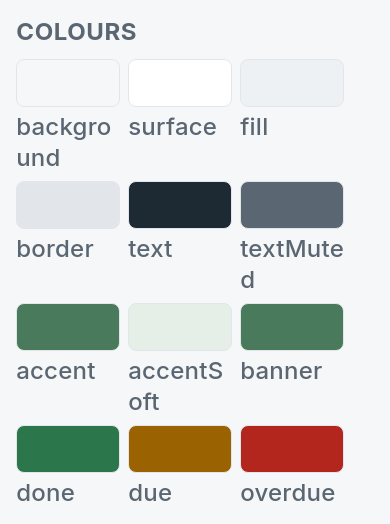 COLOURS
backgro
und
surface
fill
border
text
textMute
d
accent
accentS
oft
banner
done
due
overdue